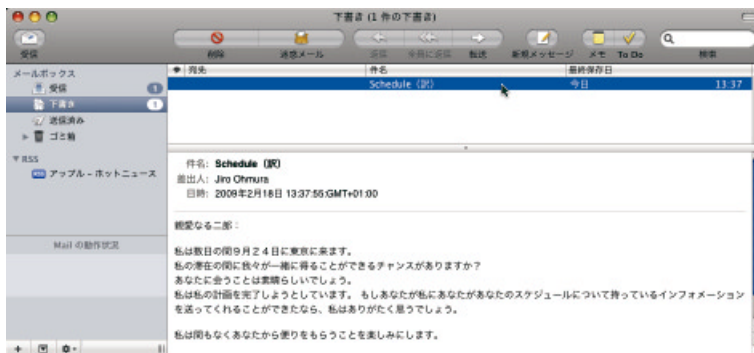 下書き (1 件の下書き)
受信 削除 迷惑メール 返信 全員に返信 転送 新規メッセージ メモ To Do 検索
メールボックス
受信 1
下書き 1
送信済み
ゴミ箱
RSS
アップル - ホットニュース
Mail の動作状況
宛先 件名 最終保存日
Schedule (訳) 今日 13:37
件名: Schedule (訳)
差出人: Jiro Ohmura
日時: 2009年2月18日 13:37:55:GMT+01:00
親愛なる二郎:
私は数日の間9月24日に東京に来ます。
私の滞在の間に我々が一緒に得ることができるチャンスがありますか?
あなたに会うことは素晴らしいでしょう。
私は私の計画を完了しようとしています。 もしあなたが私にあなたがあなたのスケジュールについて持っているインフォメーション
を送ってくれることができたなら、私はありがたく思うでしょう。
私は間もなくあなたから便りをもらうことを楽しみにします。